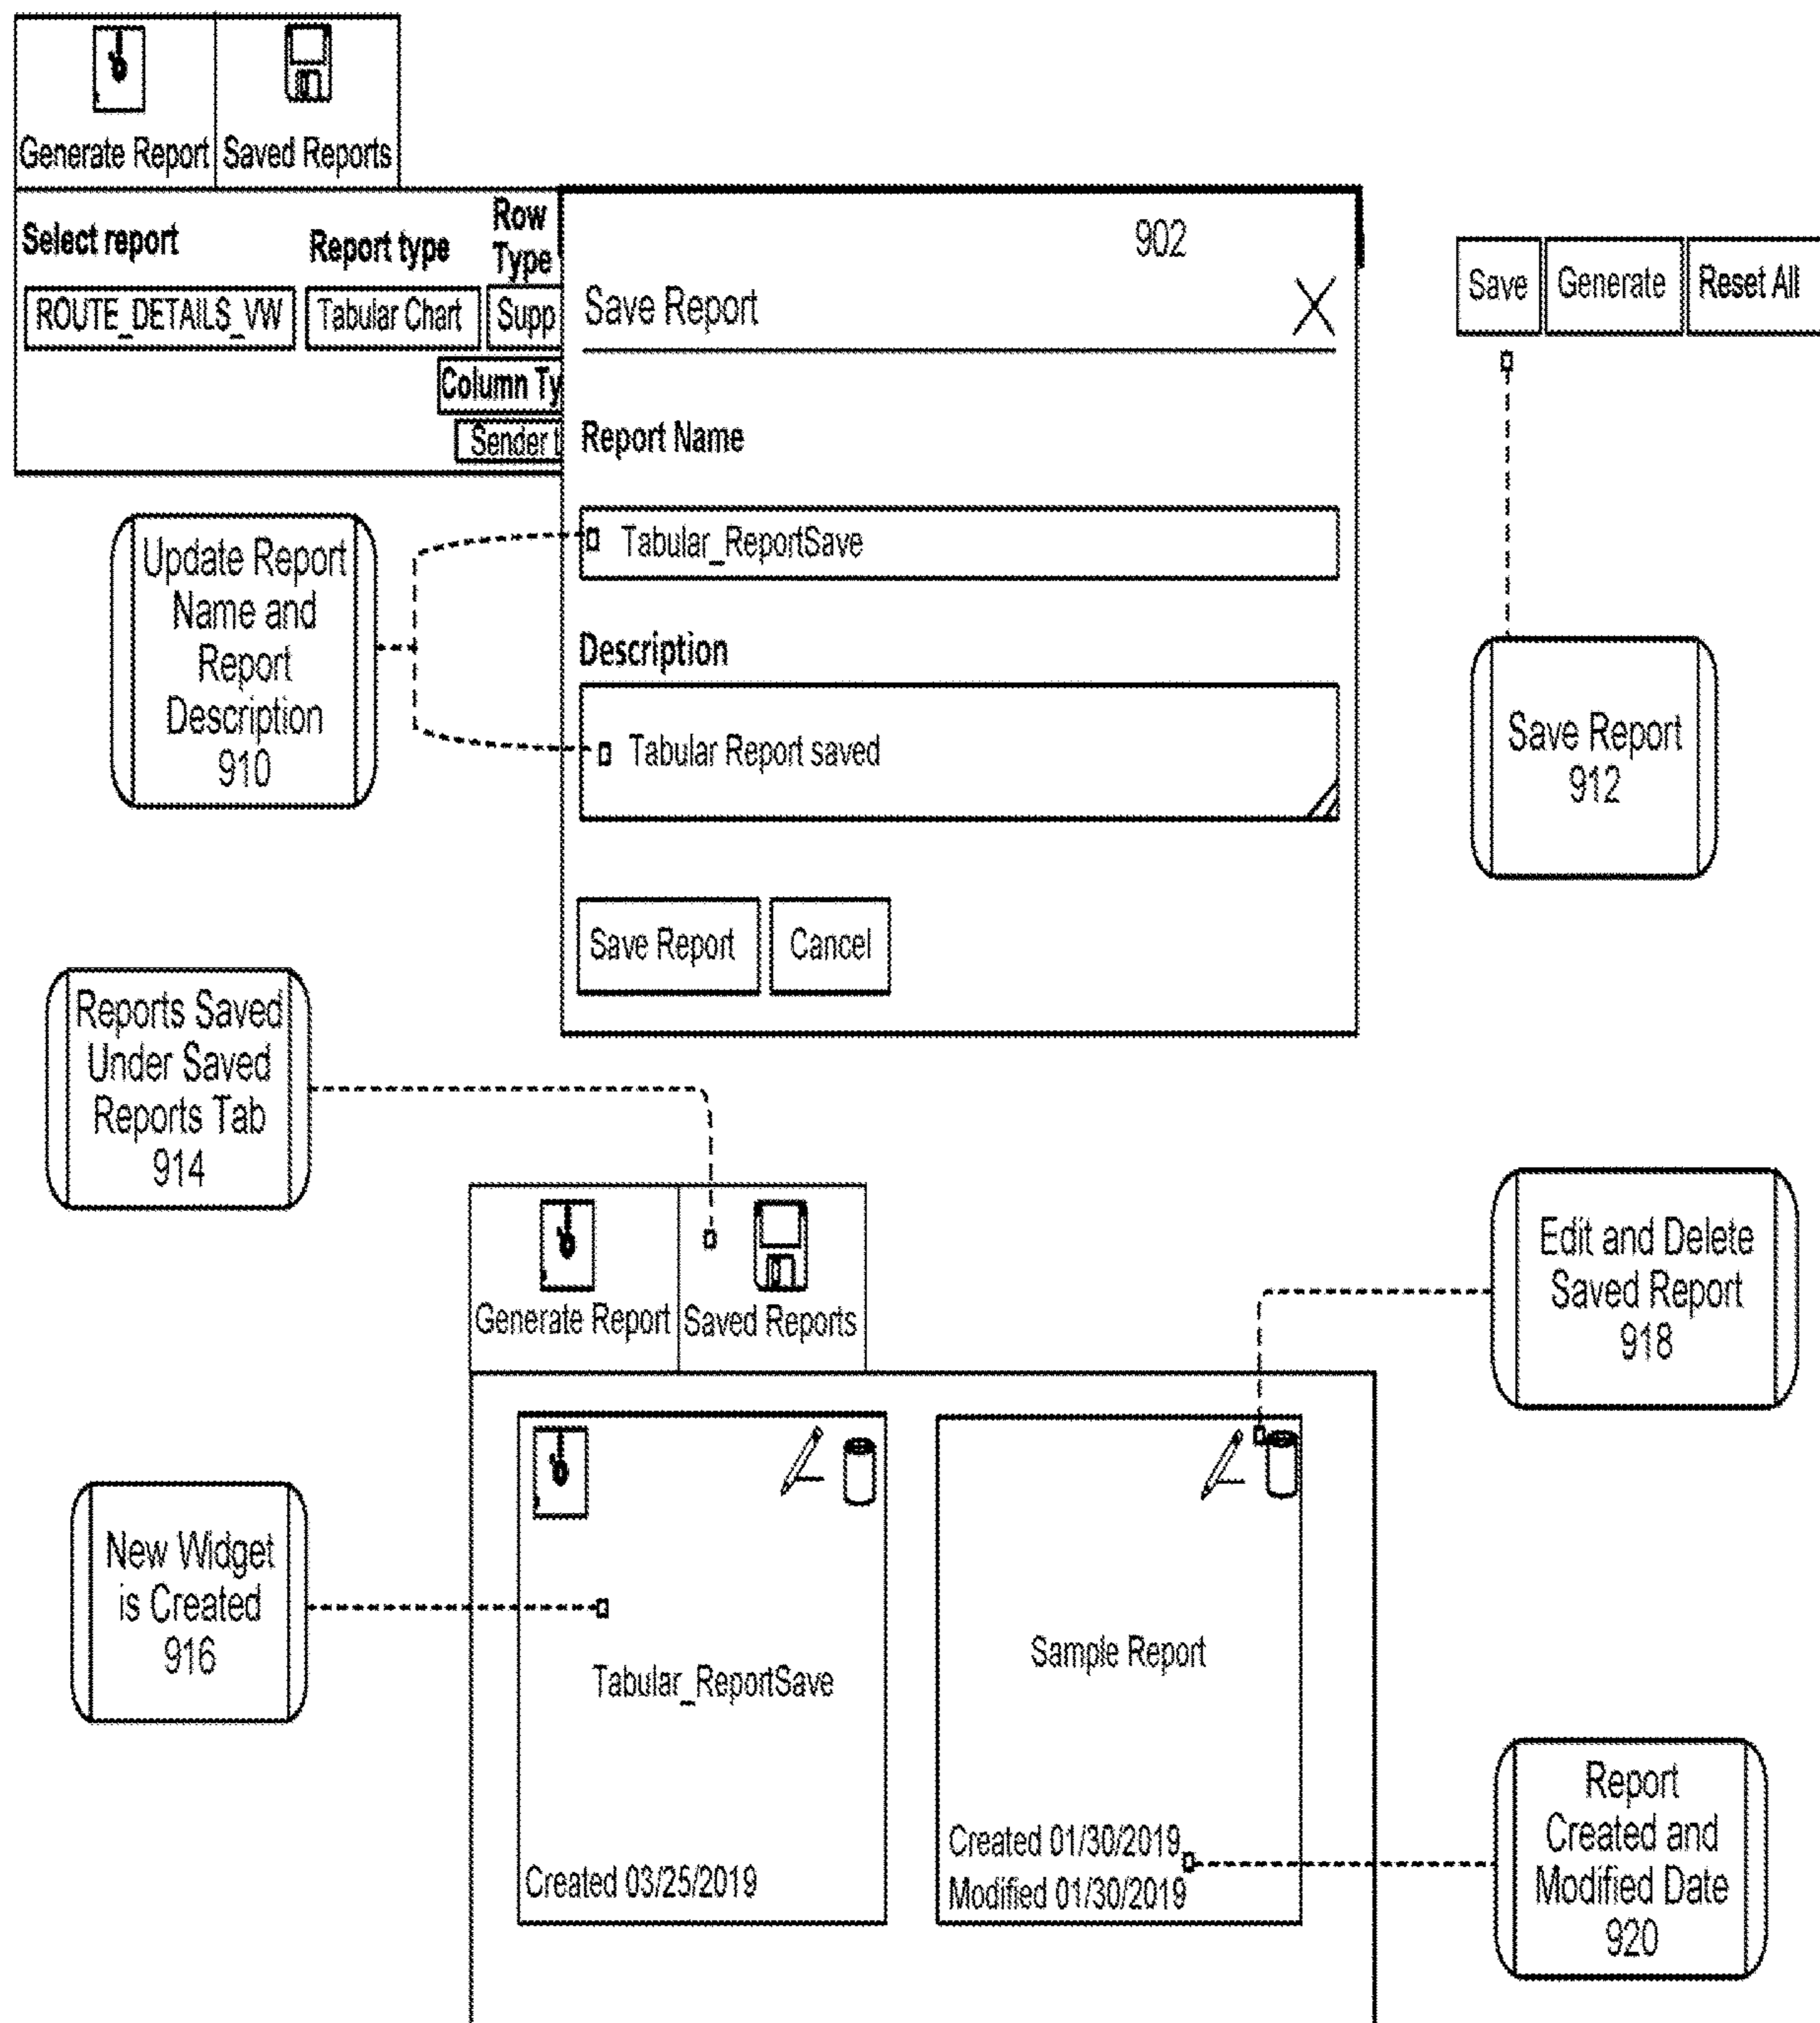 Generate Report
Saved Reports
Select report
Report type
Row
Type
902
ROUTE_DETAILS_VW
Tabular Chart
Supp
Save Report
Save
Generate
Reset All
Column Ty
Sender t
Report Name
Update Report
Name and
Report
Description
910
Tabular_ReportSave
Description
Tabular Report saved
Save Report
912
Save Report
Cancel
Reports Saved
Under Saved
Reports Tab
914
Generate Report
Saved Reports
Edit and Delete
Saved Report
918
New Widget
is Created
916
Tabular_ReportSave
Created 03/25/2019
Sample Report
Created 01/30/2019
Modified 01/30/2019
Report
Created and
Modified Date
920